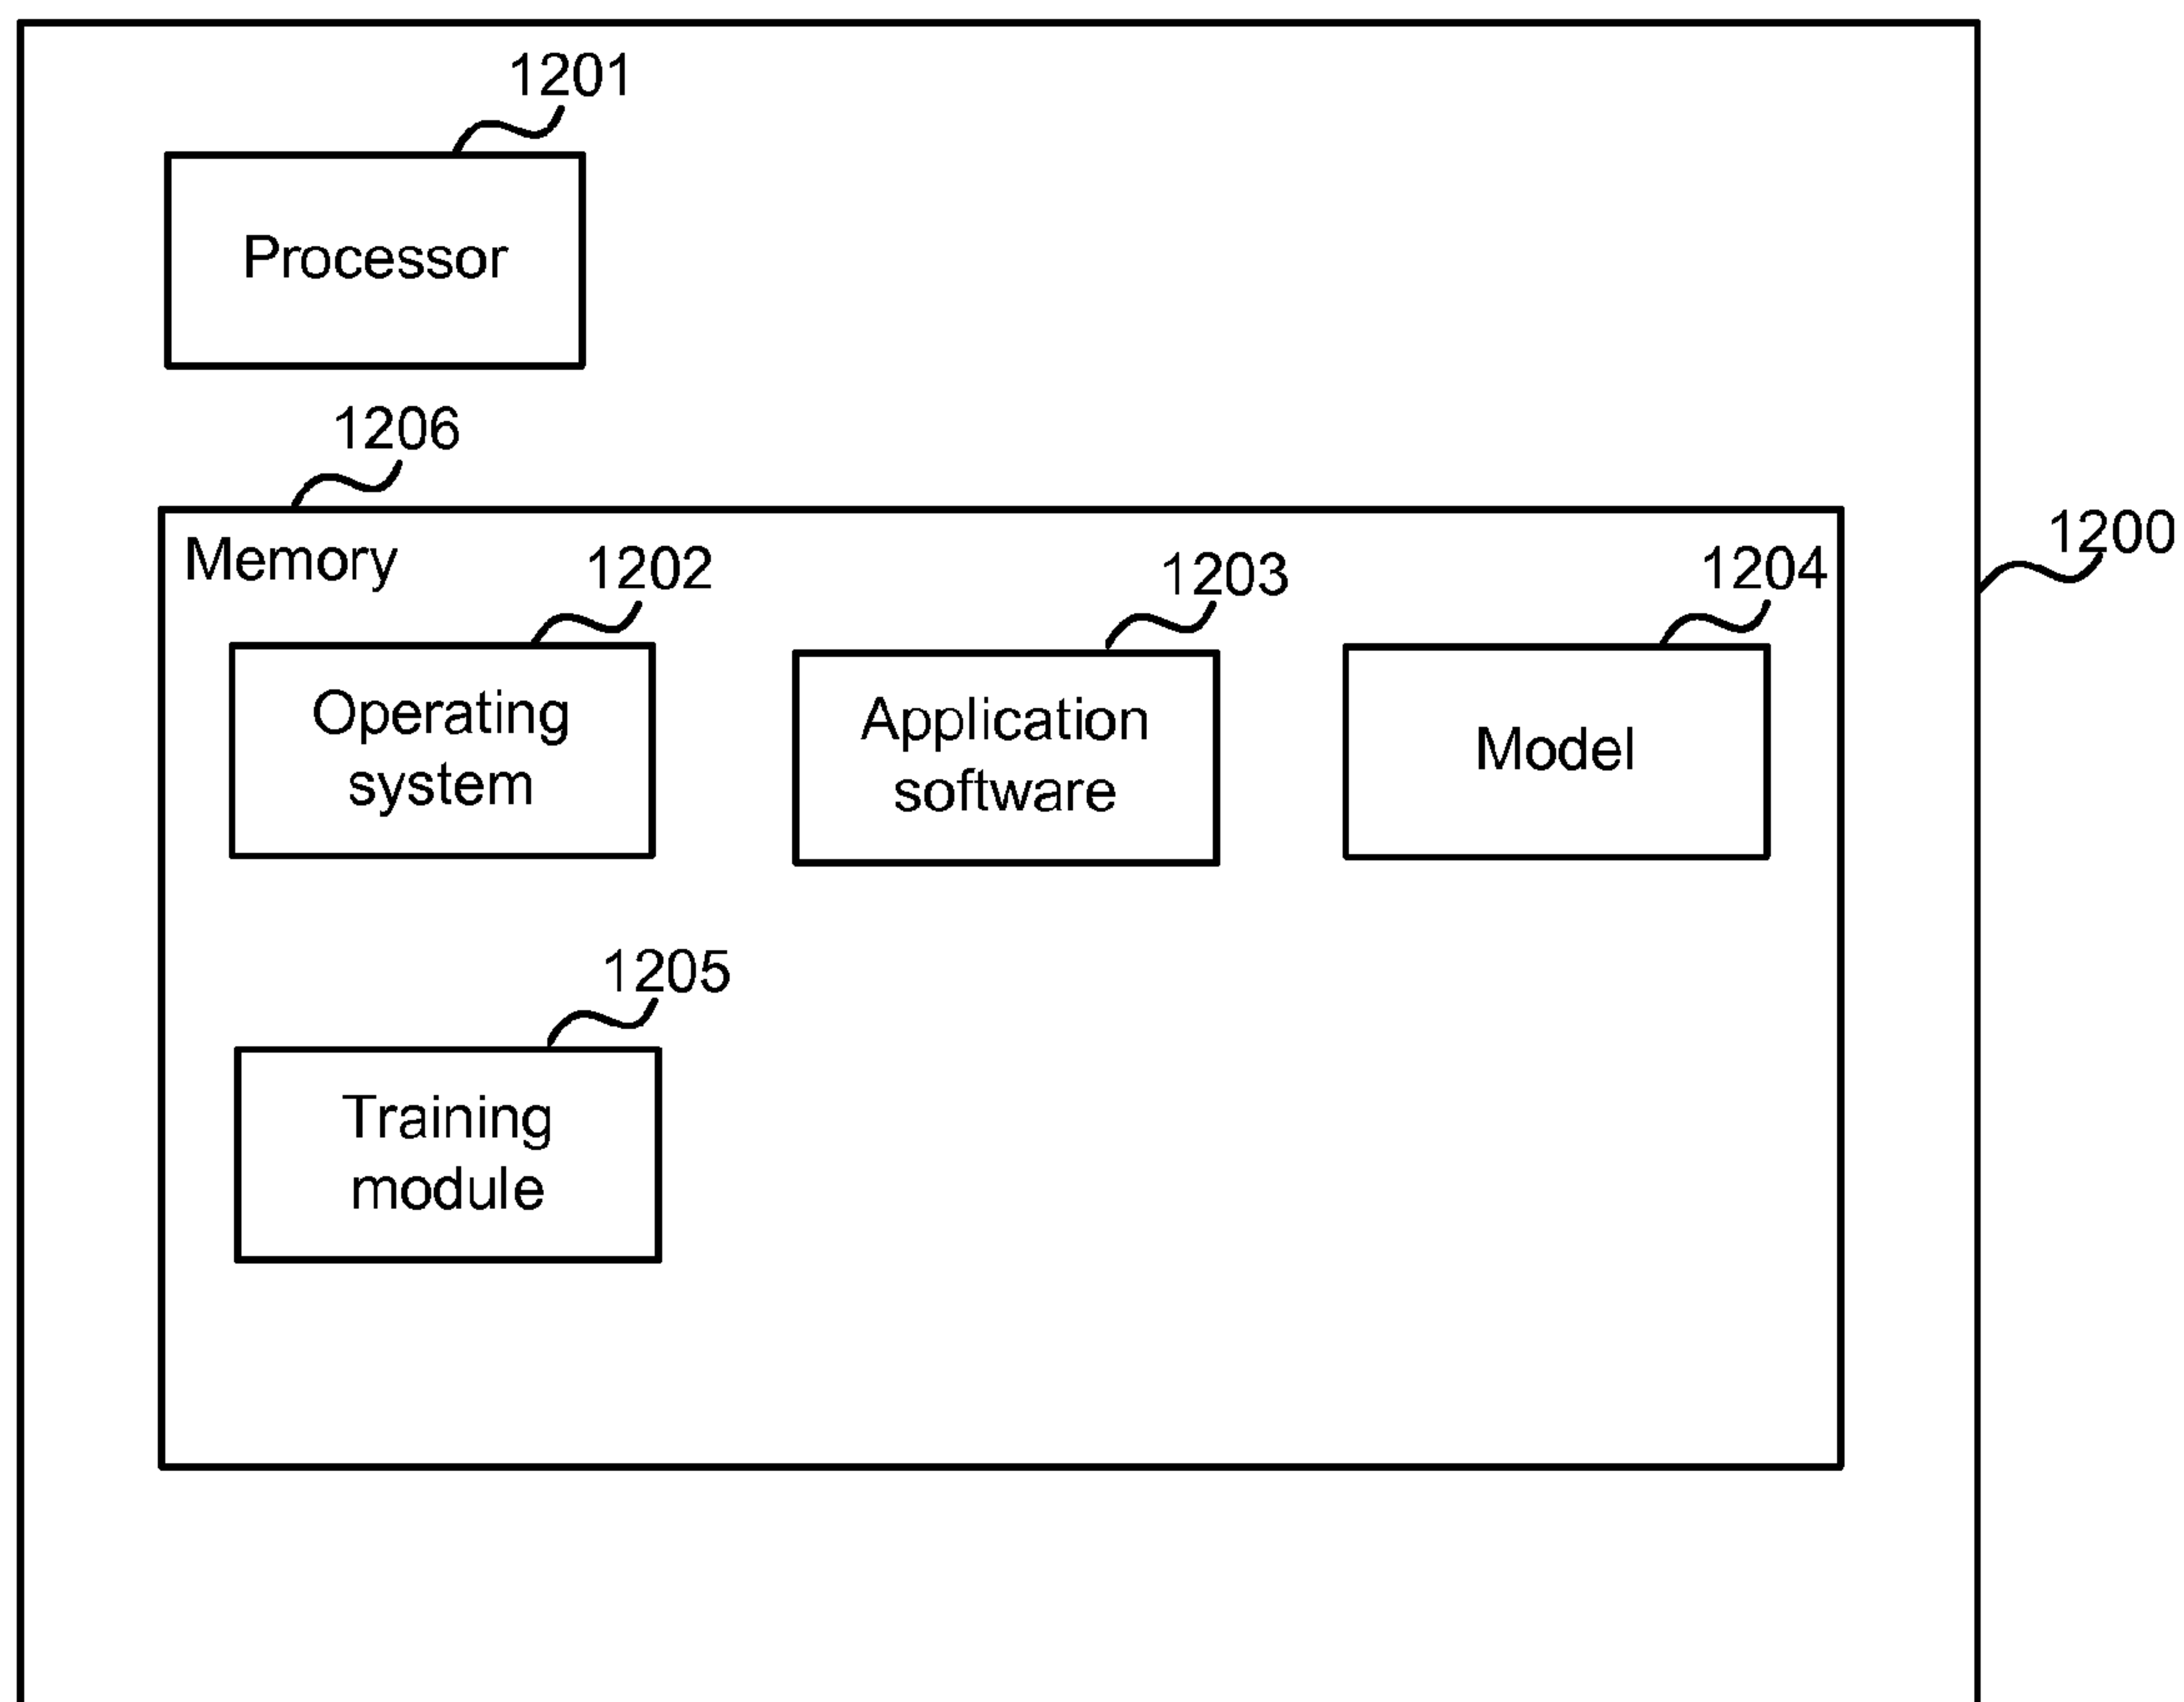 1201
Processor
1206
1200
Memory
1202
1203
1204
Operating
system
Application
software
Model
1205
Training
module